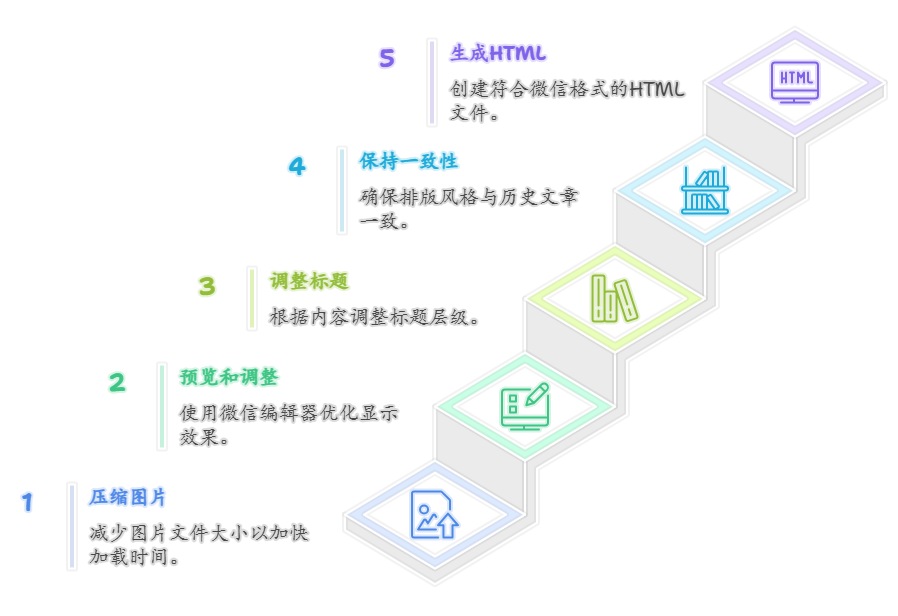 5
生成HTML
创建符合微信格式的HTML
文件。
HTML
4
保持一致性
确保排版风格与历史文章
一致。
3
调整标题
根据内容调整标题层级。
2
预览和调整
使用微信编辑器优化显示
效果。
1
压缩图片
减少图片文件大小以加快
加载时间。